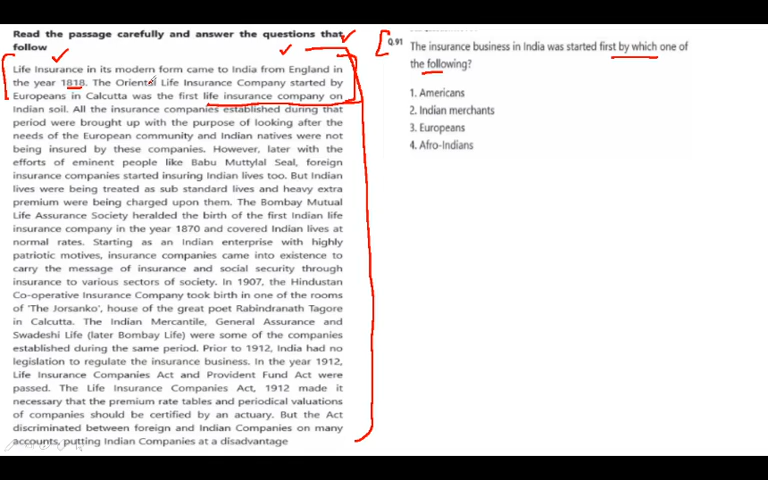 Read the passage carefully and answer the questions that
follow
Life Insurance in its modern form came to India from England in
the year 1818. The Oriental Life Insurance Company started by
Europeans in Calcutta was the first life insurance company on
Indian soil. All the insurance companies established during that
period were brought up with the purpose of looking after the
needs of the European community and Indian natives were not
being insured by these companies. However, later with the
efforts of eminent people like Babu Muttylal Seal, foreign
insurance companies started insuring Indian lives too. But Indian
lives were being treated as sub standard lives and heavy extra
premium were being charged upon them. The Bombay Mutual
Life Assurance Society heralded the birth of the first Indian life
insurance company in the year 1870 and covered Indian lives at
normal rates. Starting as an Indian enterprise with highly
patriotic motives, insurance companies came into existence to
carry the message of insurance and social security through
insurance to various sectors of society. In 1907, the Hindustan
Co-operative Insurance Company took birth in one of the rooms
of 'The Jorsanko', house of the great poet Rabindranath Tagore
in Calcutta. The Indian Mercantile, General Assurance and
Swadeshi Life (later Bombay Life) were some of the companies
established during the same period. Prior to 1912, India had no
legislation to regulate the insurance business. In the year 1912,
Life Insurance Companies Act and Provident Fund Act were
passed. The Life Insurance Companies Act, 1912 made it
necessary that the premium rate tables and periodical valuations
of companies should be certified by an actuary. But the Act
discriminated between foreign and Indian Companies on many
accounts, putting Indian Companies at a disadvantage
Q.91 The insurance business in India was started first by which one of
the following?
1. Americans
2. Indian merchants
3. Europeans
4. Afro-Indians